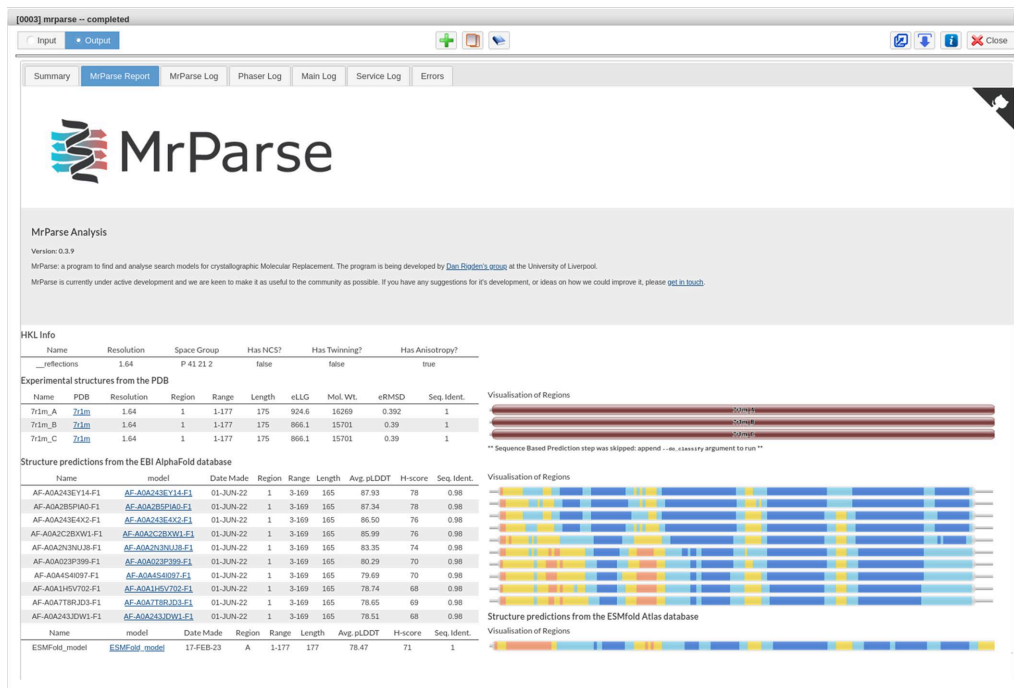 [0003] mrparse -- completed
Input Output Close
Summary MrParse Report MrParse Log Phaser Log Main Log Service Log Errors
MrParse
MrParse Analysis
Version: 0.3.9
MrParse: a program to find and analyse search models for crystallographic Molecular Replacement. The program is being developed by Dan Rigden's group at the University of Liverpool.
MrParse is currently under active development and we are keen to make it as useful to the community as possible. If you have any suggestions for it's development, or ideas on how we could improve it, please get in touch.
HKL Info
Name Resolution Space Group Has NCS? Has Twinning? Has Anisotropy?
__reflections 1.64 P 41 21 2 false false true
Experimental structures from the PDB
Name PDB Resolution Region Range Length eLLG Mol. Wt. eRMSD Seq. Ident.
7r1m_A 7r1m 1.64 1 1-177 175 924.6 16269 0.392 1
7r1m_B 7r1m 1.64 1 1-177 175 866.1 15701 0.39 1
7r1m_C 7r1m 1.64 1 1-177 175 866.1 15701 0.39 1
Visualisation of Regions
** Sequence Based Prediction step was skipped: append --do_classify argument to run **
Structure predictions from the EBI AlphaFold database
Name model Date Made Region Range Length Avg. pLDDT H-score Seq. Ident.
AF-A0A243EY14-F1 AF-A0A243EY14-F1 01-JUN-22 1 3-169 165 87.93 78 0.98
AF-A0A2B5PIA0-F1 AF-A0A2B5PIA0-F1 01-JUN-22 1 3-169 165 87.34 78 0.98
AF-A0A243E4X2-F1 AF-A0A243E4X2-F1 01-JUN-22 1 3-169 165 86.50 76 0.98
AF-A0A2C2BXW1-F1 AF-A0A2C2BXW1-F1 01-JUN-22 1 3-169 165 85.99 76 0.98
AF-A0A2N3NUJ8-F1 AF-A0A2N3NUJ8-F1 01-JUN-22 1 3-169 165 83.35 74 0.98
AF-A0A023P399-F1 AF-A0A023P399-F1 01-JUN-22 1 3-169 165 80.29 70 0.98
AF-A0A4S4I097-F1 AF-A0A4S4I097-F1 01-JUN-22 1 3-169 165 79.69 70 0.98
AF-A0A1H5V702-F1 AF-A0A1H5V702-F1 01-JUN-22 1 3-169 165 78.74 68 0.98
AF-A0A7T8RJD3-F1 AF-A0A7T8RJD3-F1 01-JUN-22 1 3-169 165 78.65 69 0.98
AF-A0A243JDW1-F1 AF-A0A243JDW1-F1 01-JUN-22 1 3-169 165 78.51 68 0.98
Visualisation of Regions
Structure predictions from the ESMfold Atlas database
Name model Date Made Region Range Length Avg. pLDDT H-score Seq. Ident.
ESMFold_model ESMFold_model 17-FEB-23 A 1-177 177 78.47 71 1
Visualisation of Regions